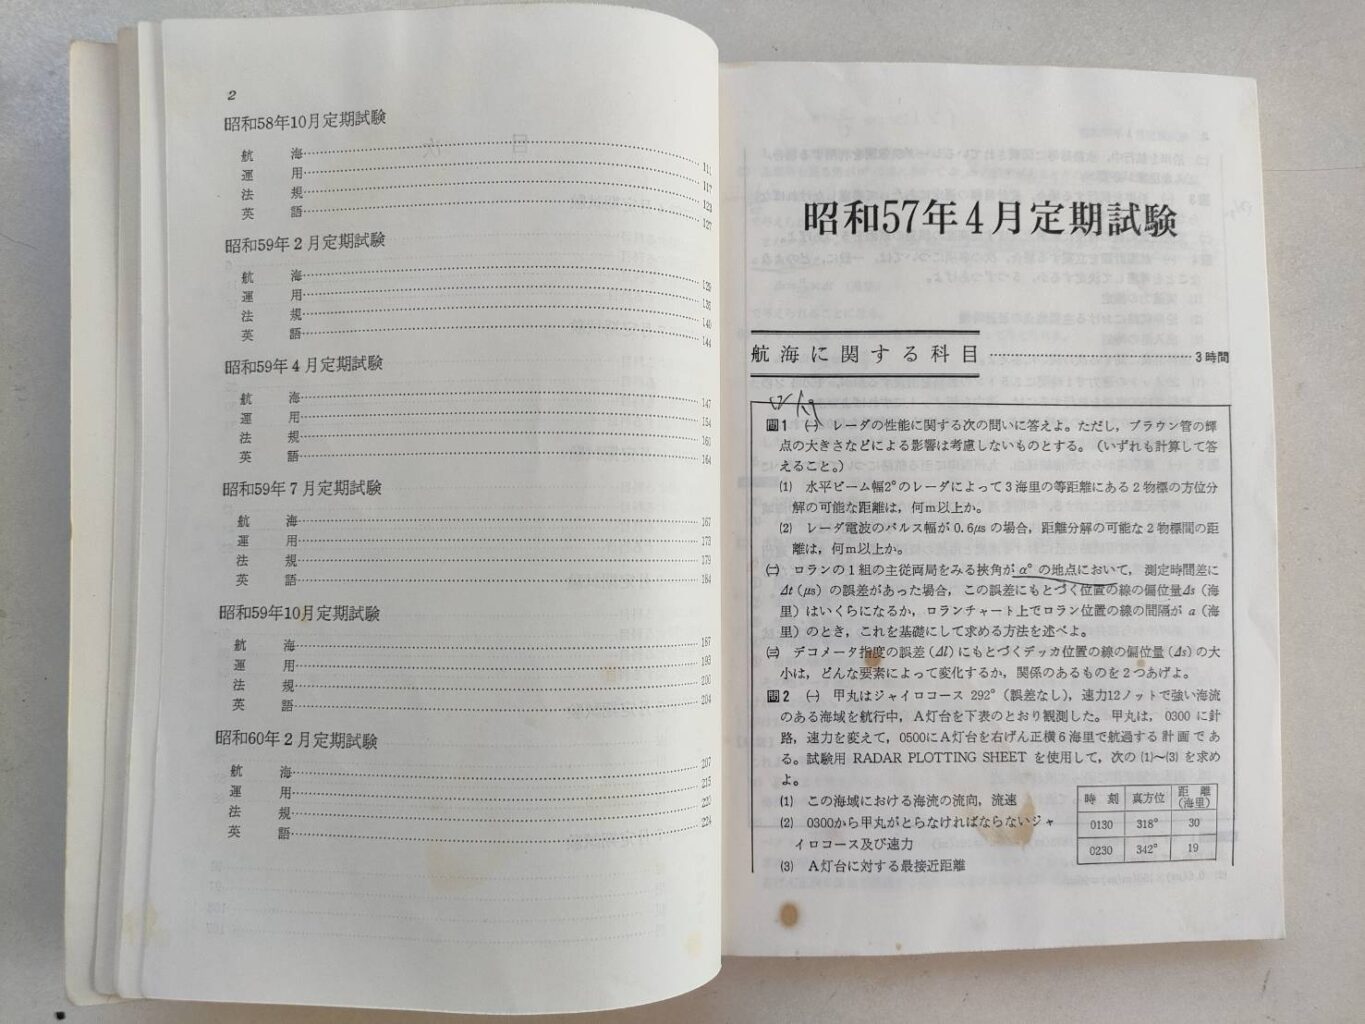 2
昭和58年10月定期試験
航 海 111
運 用 117
法 規 123
英 語 127
昭和59年2月定期試験
航 海 129
運 用 136
法 規 140
英 語 144
昭和59年4月定期試験
航 海 147
運 用 154
法 規 161
英 語 164
昭和59年7月定期試験
航 海 167
運 用 173
法 規 179
英 語 184
昭和59年10月定期試験
航 海 187
運 用 193
法 規 200
英 語 204
昭和60年2月定期試験
航 海 207
運 用 215
法 規 220
英 語 224
昭和57年4月定期試験
航海に関する科目 3時間
問1 ㈠ レーダの性能に関する次の問いに答えよ。ただし，ブラウン管の輝
点の大きさなどによる影響は考慮しないものとする。（いずれも計算して答
えること。）
(1) 水平ビーム幅2°のレーダによって3海里の等距離にある2物標の方位分
解の可能な距離は，何m以上か。
(2) レーダ電波のパルス幅が0.6μsの場合，距離分解の可能な2物標間の距
離は，何m以上か。
㈡ ロランの1組の主従両局をみる挟角がα°の地点において，測定時間差に
Δt（μs）の誤差があった場合，この誤差にもとづく位置の線の偏位量Δs（海
里）はいくらになるか，ロランチャート上でロラン位置の線の間隔がa（海
里）のとき，これを基礎にして求める方法を述べよ。
㈢ デコメータ指度の誤差（Δl）にもとづくデッカ位置の線の偏位量（Δs）の大
小は，どんな要素によって変化するか，関係のあるものを2つあげよ。
問2 ㈠ 甲丸はジャイロコース292°（誤差なし），速力12ノットで強い海流
のある海域を航行中，A灯台を下表のとおり観測した。甲丸は，0300に針
路，速力を変えて，0500にA灯台を右げん正横6海里で航過する計画であ
る。試験用 RADAR PLOTTING SHEET を使用して，次の(1)～(3)を求め
よ。
(1) この海域における海流の流向，流速
(2) 0300から甲丸がとらなければならないジャ
イロコース及び速力
(3) A灯台に対する最接近距離
時 刻 真方位 距 離（海里）
0130 318° 30
0230 342° 19